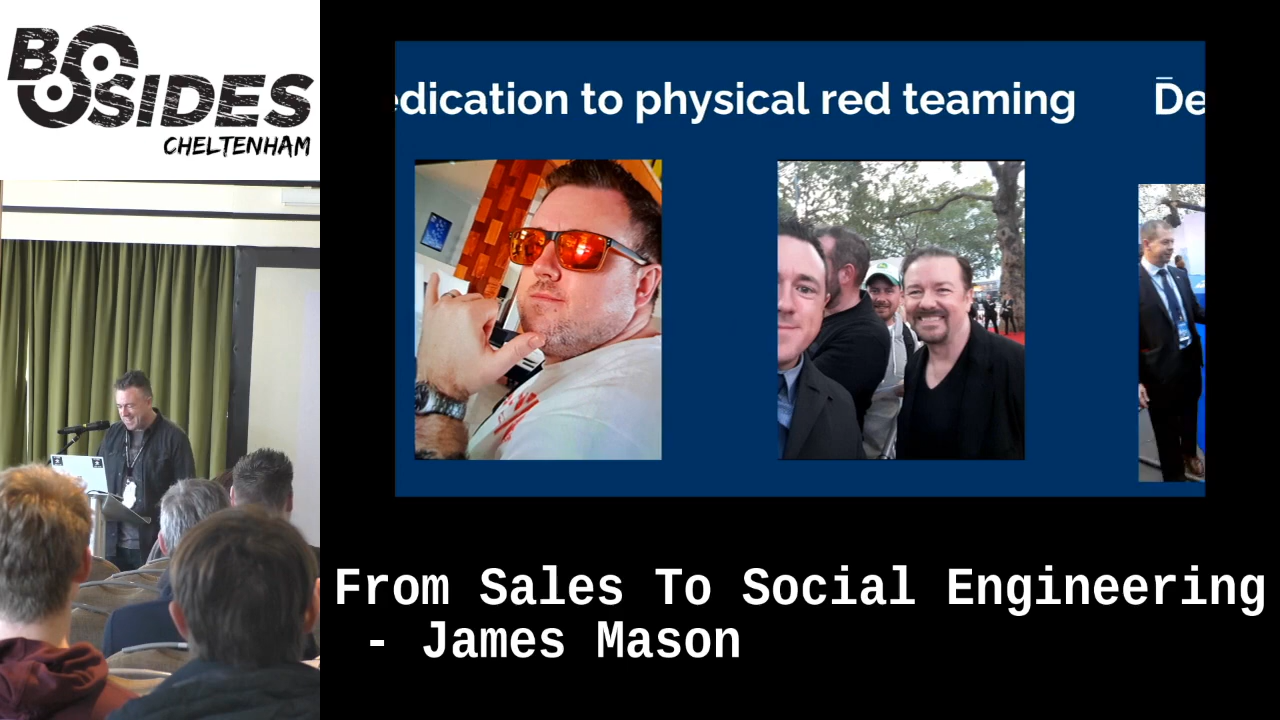 BSIDES
CHELTENHAM
edication to physical red teaming
De
From Sales To Social Engineering
- James Mason